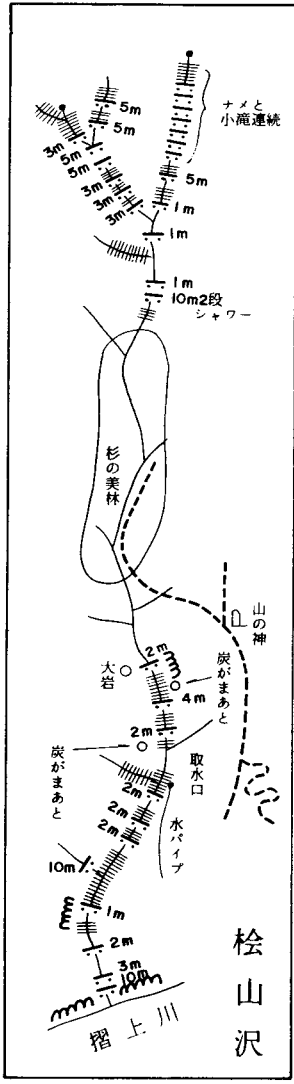 5m
5m
3m
5m
5m
3m
3m
3m
ナメと
小滝連続
5m
1m
1m
1m
10m2段
シャワー
杉の美林
山の神
2m
大岩
炭がまあと
4m
2m
炭がまあと
取水口
2m
2m
2m
水パイプ
10m
1m
2m
3m
10m
摺上川
桧山沢